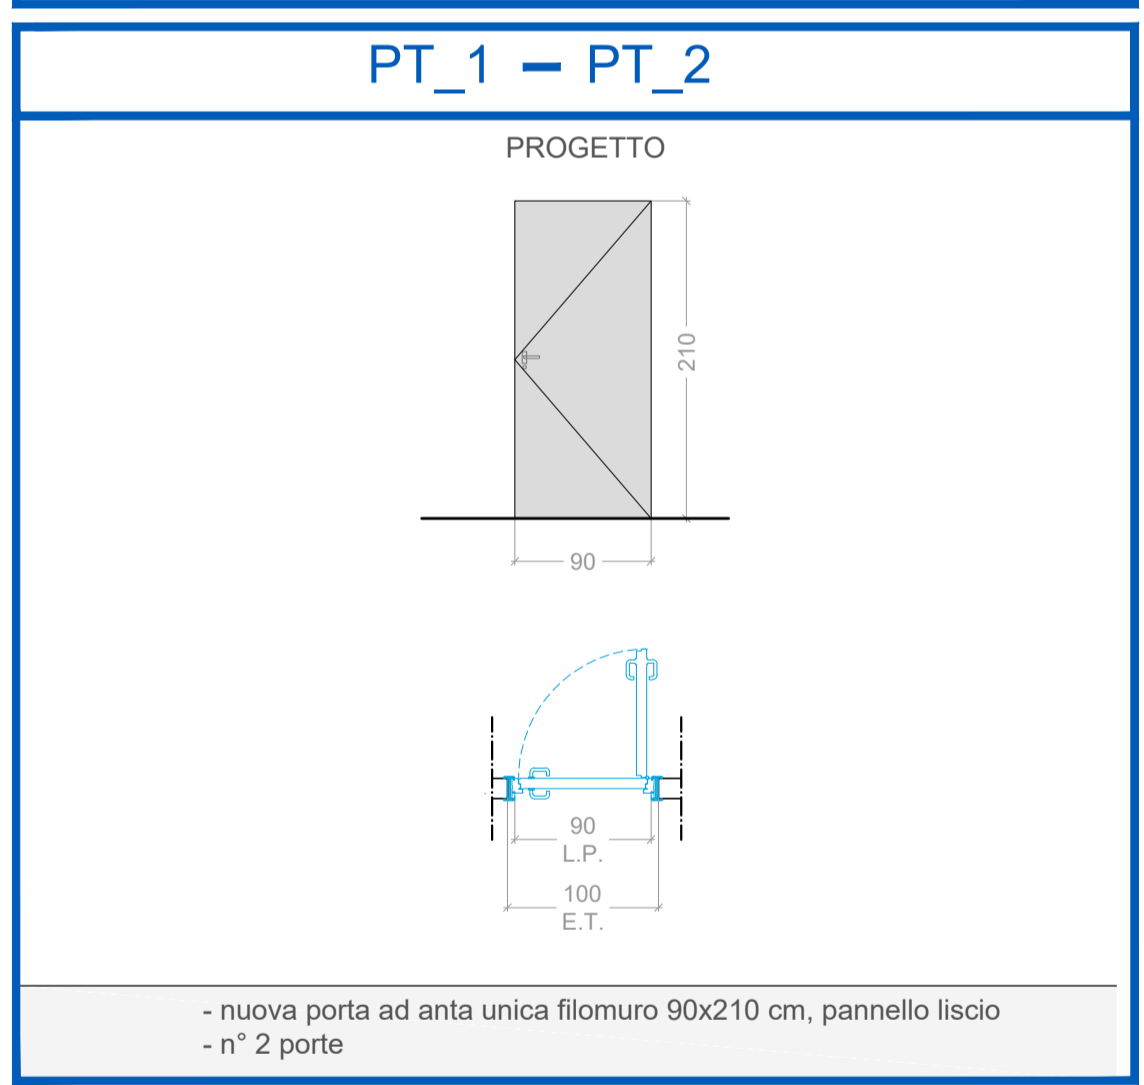 PT_1 – PT_2
PROGETTO
210
90
90
L.P.
100
E.T.
- nuova porta ad anta unica filomuro 90x210 cm, pannello liscio
- n° 2 porte